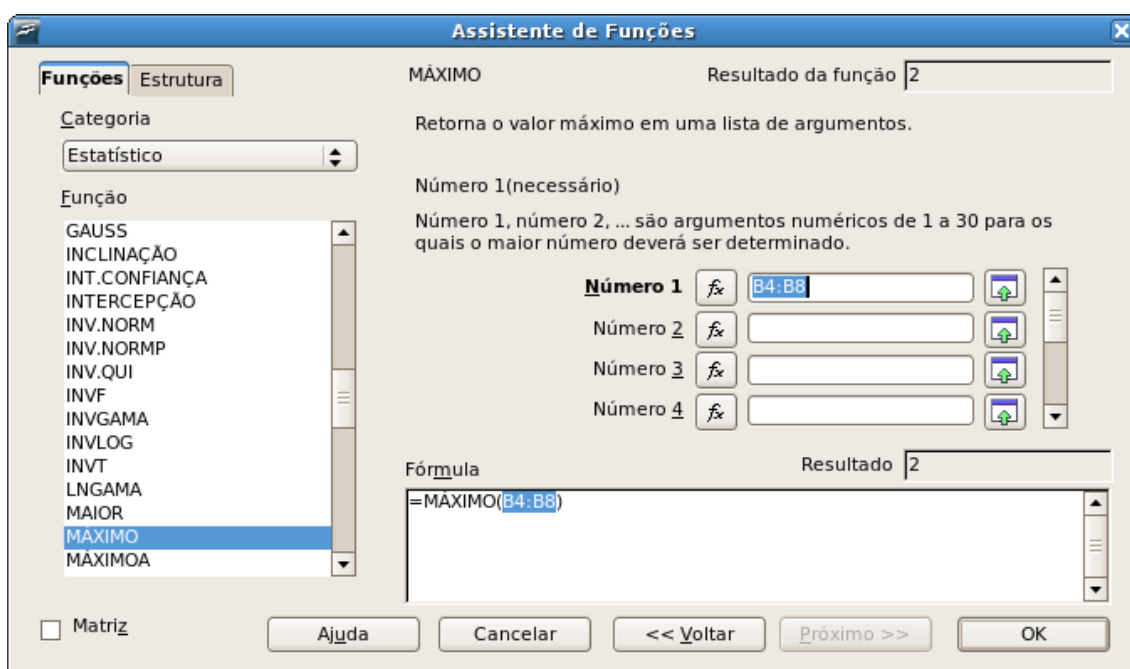 Assistente de Funções
Funções
Estrutura
Categoria
Estatístico
Função
GAUSS
INCLINAÇÃO
INT.CONFIANÇA
INTERCEPÇÃO
INV.NORM
INV.NORMP
INV.QUI
INVF
INVGAMA
INVLOG
INVT
LNGAMA
MAIOR
MÁXIMO
MÁXIMOA
Matriz
MÁXIMO
Resultado da função 2
Retorna o valor máximo em uma lista de argumentos.
Número 1(necessário)
Número 1, número 2, ... são argumentos numéricos de 1 a 30 para os
quais o maior número deverá ser determinado.
Número 1 fx B4:B8
Número 2 fx
Número 3 fx
Número 4 fx
Fórmula
Resultado 2
=MÁXIMO(B4:B8)
Ajuda
Cancelar
<< Voltar
Próximo >>
OK